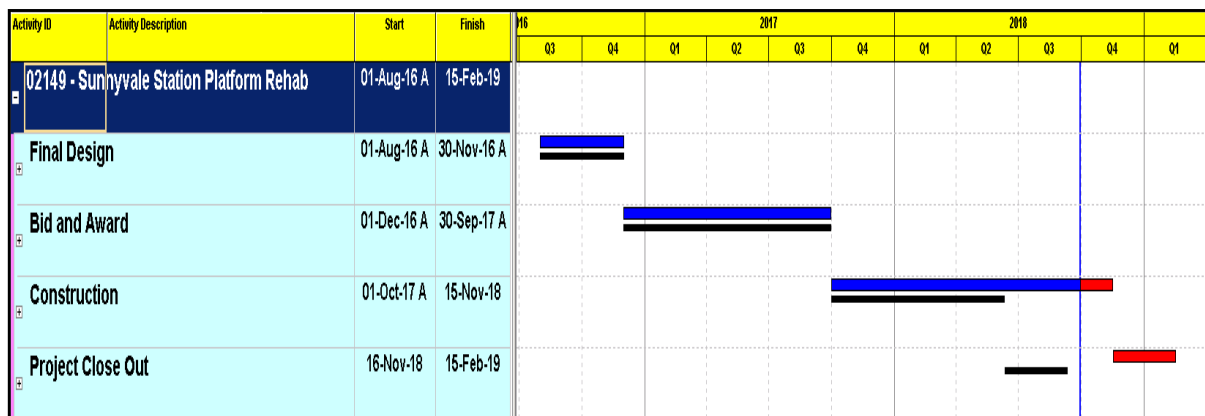 Activity ID Activity Description Start Finish 16 2017 2018
Q3 Q4 Q1 Q2 Q3 Q4 Q1 Q2 Q3 Q4 Q1
02149 - Sunnyvale Station Platform Rehab 01-Aug-16 A 15-Feb-19
Final Design 01-Aug-16 A 30-Nov-16 A
Bid and Award 01-Dec-16 A 30-Sep-17 A
Construction 01-Oct-17 A 15-Nov-18
Project Close Out 16-Nov-18 15-Feb-19